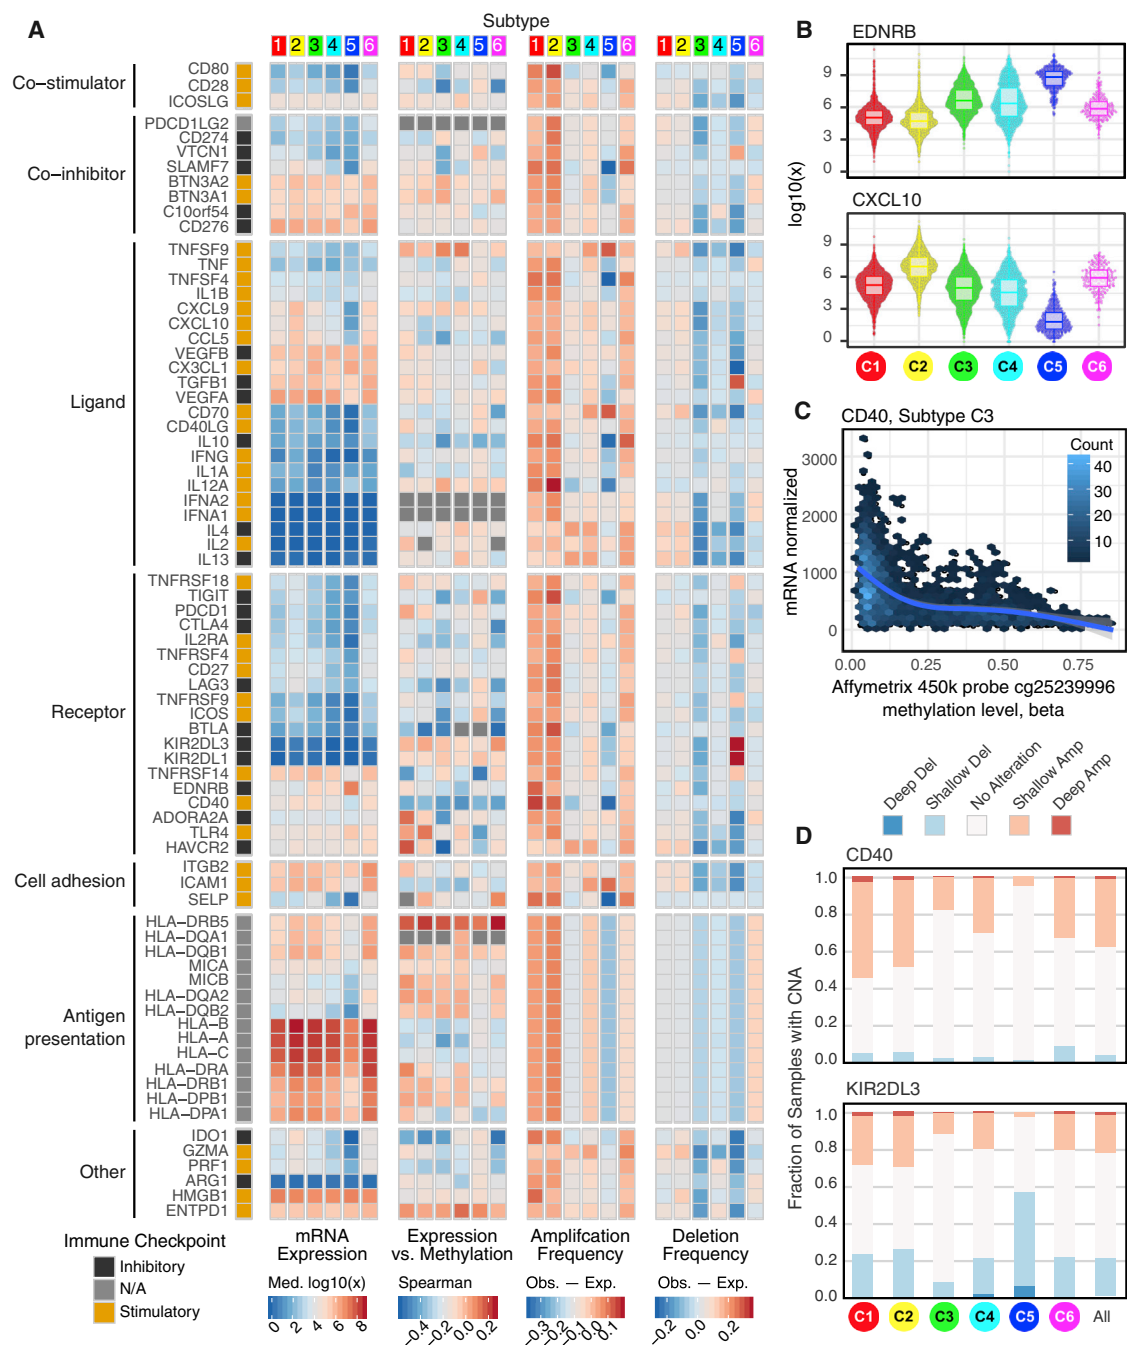 A
Subtype
1 2 3 4 5 6
1 2 3 4 5 6
1 2 3 4 5 6
1 2 3 4 5 6
Co−stimulator
CD80
CD28
ICOSLG
Co−inhibitor
PDCD1LG2
CD274
VTCN1
SLAMF7
BTN3A2
BTN3A1
C10orf54
CD276
Ligand
TNFSF9
TNF
TNFSF4
IL1B
CXCL9
CXCL10
CCL5
VEGFB
CX3CL1
TGFB1
VEGFA
CD70
CD40LG
IL10
IFNG
IL1A
IL12A
IFNA2
IFNA1
IL4
IL2
IL13
Receptor
TNFRSF18
TIGIT
PDCD1
CTLA4
IL2RA
TNFRSF4
CD27
LAG3
TNFRSF9
ICOS
BTLA
KIR2DL3
KIR2DL1
TNFRSF14
EDNRB
CD40
ADORA2A
TLR4
HAVCR2
Cell adhesion
ITGB2
ICAM1
SELP
Antigen
presentation
HLA−DRB5
HLA−DQA1
HLA−DQB1
MICA
MICB
HLA−DQA2
HLA−DQB2
HLA−B
HLA−A
HLA−C
HLA−DRA
HLA−DRB1
HLA−DPB1
HLA−DPA1
Other
IDO1
GZMA
PRF1
ARG1
HMGB1
ENTPD1
Immune Checkpoint
Inhibitory
N/A
Stimulatory
mRNA
Expression
Med. log10(x)
0 2 4 6 8
Expression
vs. Methylation
Spearman
−0.4 −0.2 0.0 0.2
Amplifcation
Frequency
Obs. − Exp.
−0.3 −0.2 −0.1 0.0 0.1
Deletion
Frequency
Obs. − Exp.
−0.2 0.0 0.2
B
EDNRB
9
6
3
0
log10(x)
CXCL10
9
6
3
0
C1 C2 C3 C4 C5 C6
C
CD40, Subtype C3
mRNA normalized
3000
2000
1000
0
Count
40
30
20
10
0.00 0.25 0.50 0.75
Affymetrix 450k probe cg25239996
methylation level, beta
Deep Del
Shallow Del
No Alteration
Shallow Amp
Deep Amp
D
CD40
1.0
0.8
0.6
0.4
0.2
0.0
Fraction of Samples with CNA
KIR2DL3
1.0
0.8
0.6
0.4
0.2
0.0
C1 C2 C3 C4 C5 C6 All